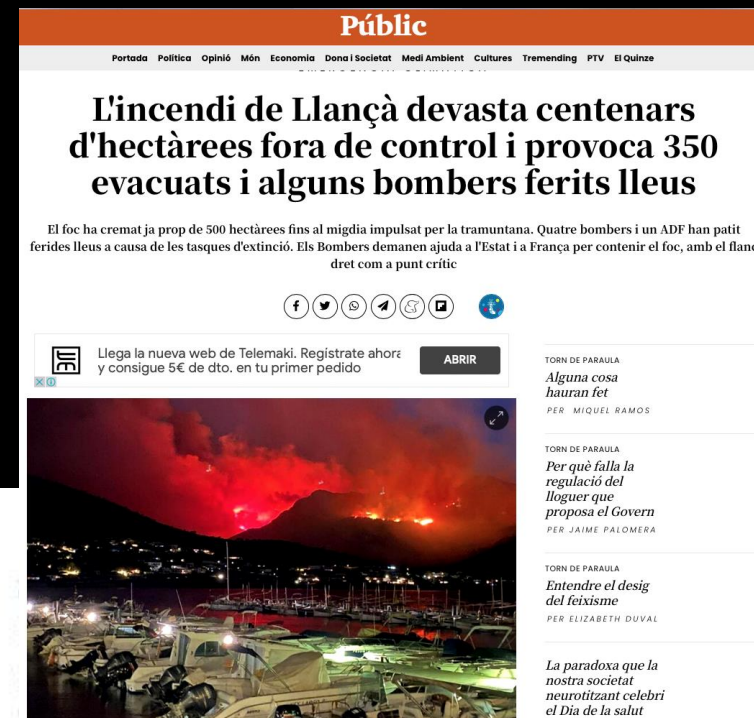 Públic
Portada Política Opinió Món Economia Dona i Societat Medi Ambient Cultures Tremending PTV El Quinze
L'incendi de Llançà devasta centenars
d'hectàrees fora de control i provoca 350
evacuats i alguns bombers ferits lleus
El foc ha cremat ja prop de 500 hectàrees fins al migdia impulsat per la tramuntana. Quatre bombers i un ADF han patit
ferides lleus a causa de les tasques d'extinció. Els Bombers demanen ajuda a l'Estat i a França per contenir el foc, amb el flanc
dret com a punt crític
Llega la nueva web de Telemaki. Regístrate ahora
y consigue 5€ de dto. en tu primer pedido
ABRIR
TORN DE PARAULA
Alguna cosa
hauran fet
PER MIQUEL RAMOS
TORN DE PARAULA
Per què falla la
regulació del
lloguer que
proposa el Govern
PER JAIME PALOMERA
TORN DE PARAULA
Entendre el desig
del feixisme
PER ELIZABETH DUVAL
La paradoxa que la
nostra societat
neurotitzant celebri
el Dia de la salut